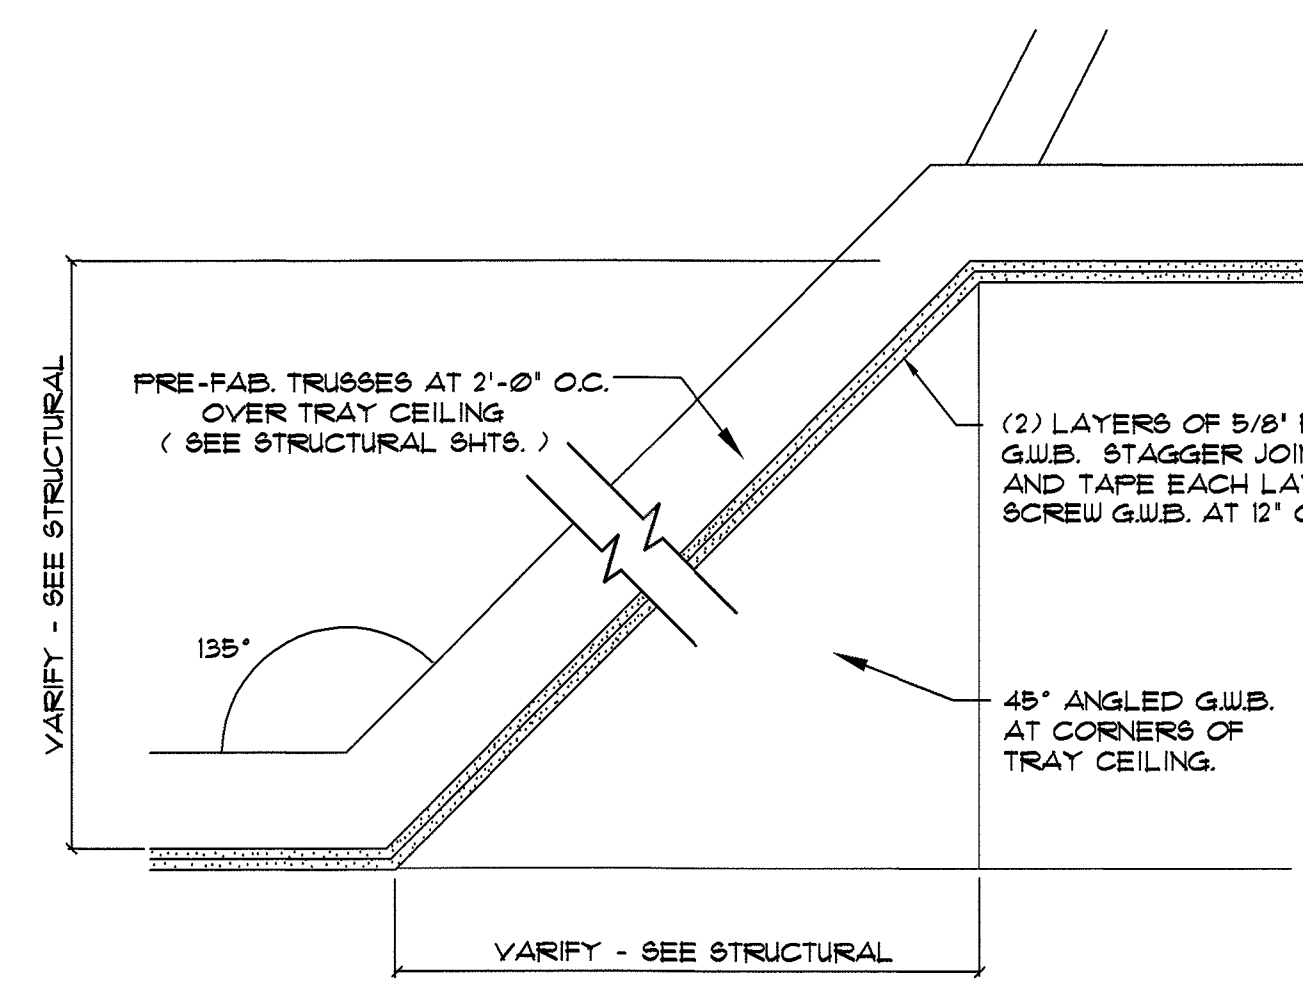 PRE-FAB. TRUSSES AT 2'-0" O.C.
OVER TRAY CEILING
( SEE STRUCTURAL SHTS. )
VARIFY - SEE STRUCTURAL
(2) LAYERS OF 5/8"
G.W.B. STAGGER
AND TAPE EACH
SCREW G.W.B. AT 12"
135°
45° ANGLED G.W.B.
AT CORNERS OF
TRAY CEILING.
VARIFY - SEE STRUCTURAL